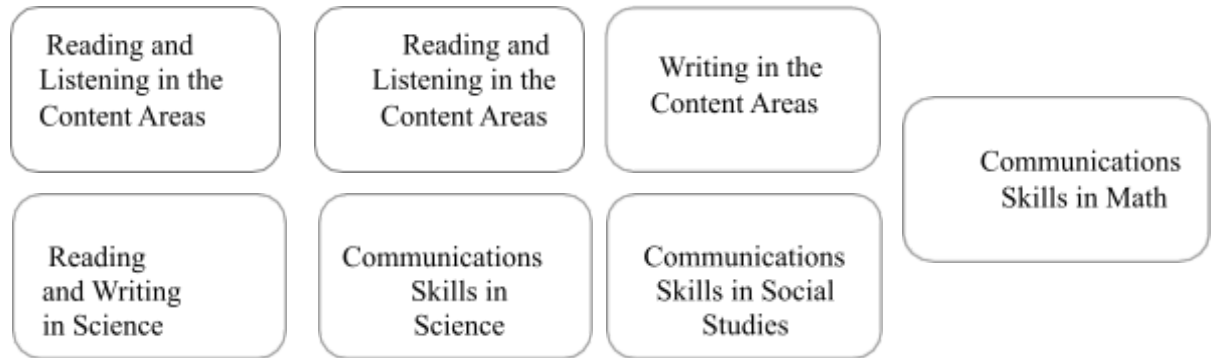 Reading and
Listening in the
Content Areas
Reading and
Listening in the
Content Areas
Writing in the
Content Areas
Communications
Skills in Math
Reading
and Writing
in Science
Communications
Skills in
Science
Communications
Skills in Social
Studies